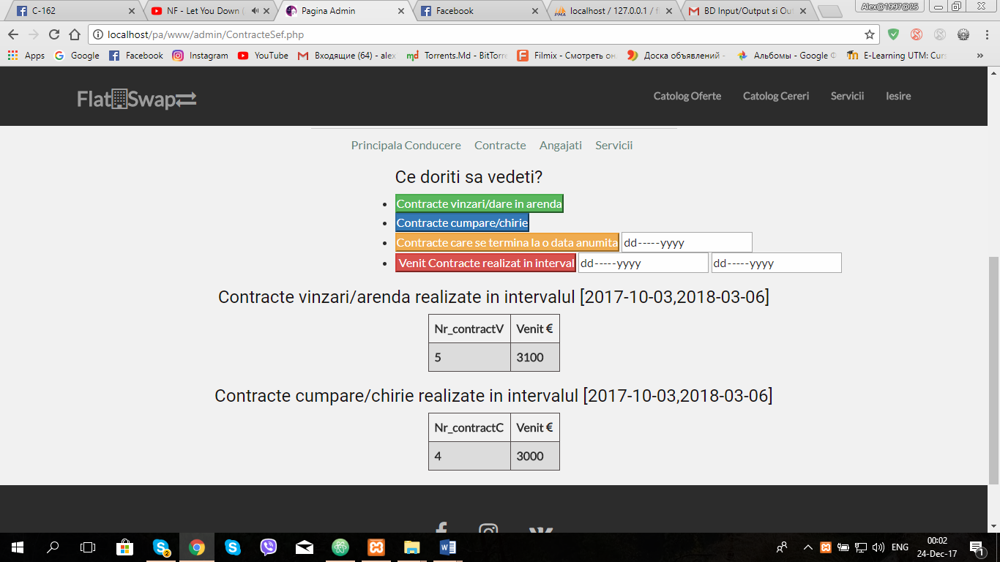 C-162
NF - Let You Down (
Pagina Admin
Facebook
localhost / 127.0.0.1 / f
BD Input/Output si Ou
Alex@1997@25
localhost/pa/www/admin/ContracteSef.php
Apps
Google
Facebook
Instagram
YouTube
Входящие (64) - alex
Torrents.Md - BitTorre
Filmix - Смотреть он
Доска объявлений -
Альбомы - Google Ф
E-Learning UTM: Curs
»
Flat Swap
Catolog Oferte
Catolog Cereri
Servicii
Iesire
Principala Conducere
Contracte
Angajati
Servicii
Ce doriti sa vedeti?
Contracte vinzari/dare in arenda
Contracte cumpare/chirie
Contracte care se termina la o data anumita dd-----yyyy
Venit Contracte realizat in interval dd-----yyyy dd-----yyyy
Contracte vinzari/arenda realizate in intervalul [2017-10-03,2018-03-06]
Nr_contractV Venit €
5 3100
Contracte cumpare/chirie realizate in intervalul [2017-10-03,2018-03-06]
Nr_contractC Venit €
4 3000
2
ENG
00:02
24-Dec-17
1